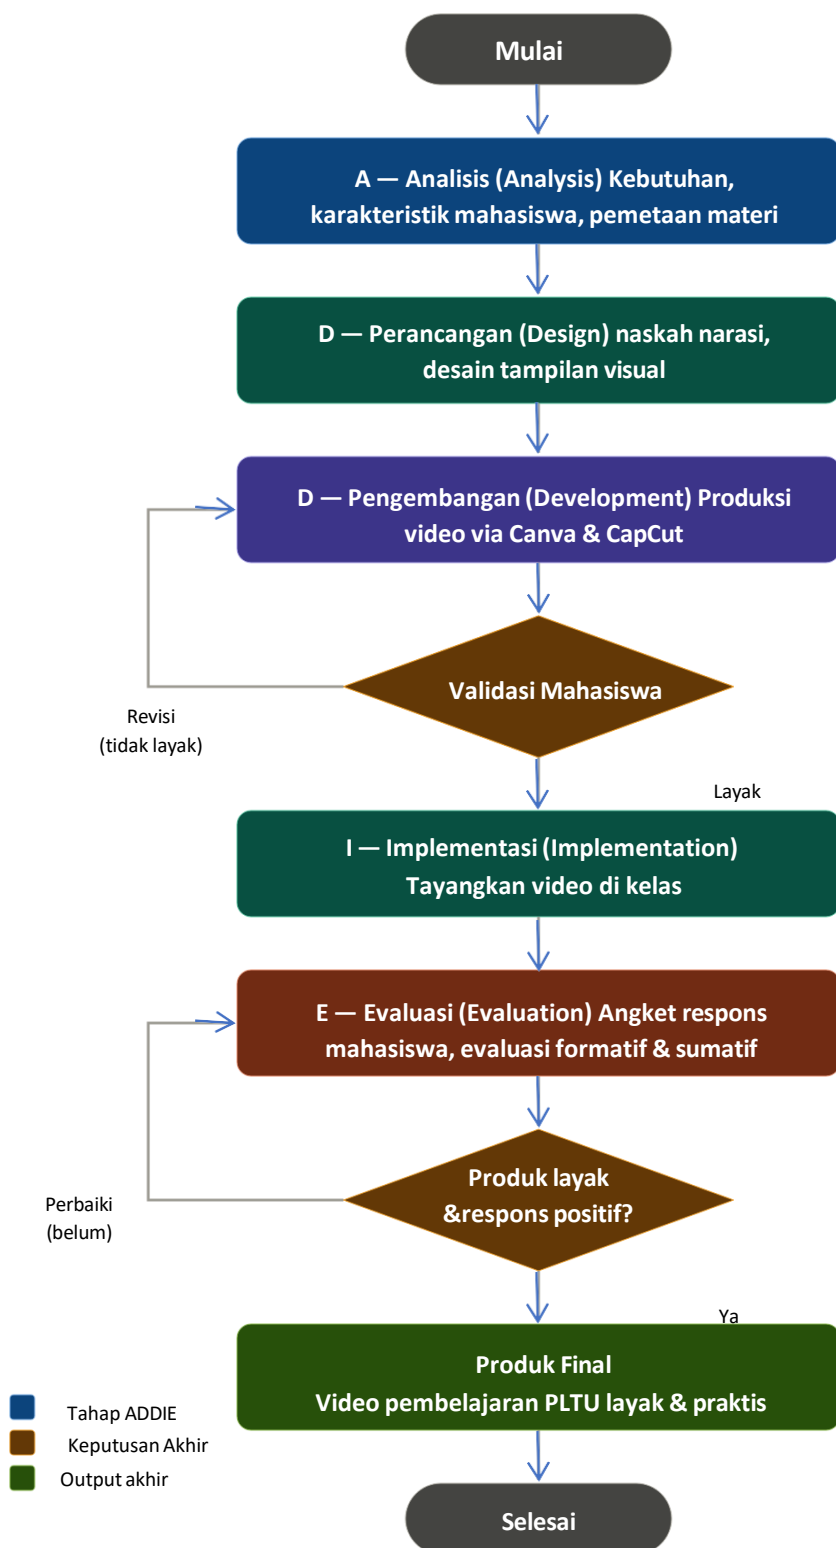 Mulai
A — Analisis (Analysis) Kebutuhan,
karakteristik mahasiswa, pemetaan materi
D — Perancangan (Design) naskah narasi,
desain tampilan visual
D — Pengembangan (Development) Produksi
video via Canva & CapCut
Validasi Mahasiswa
Revisi
(tidak layak)
Layak
I — Implementasi (Implementation)
Tayangkan video di kelas
E — Evaluasi (Evaluation) Angket respons
mahasiswa, evaluasi formatif & sumatif
Produk layak
&respons positif?
Perbaiki
(belum)
Ya
Produk Final
Video pembelajaran PLTU layak & praktis
Tahap ADDIE
Keputusan Akhir
Output akhir
Selesai